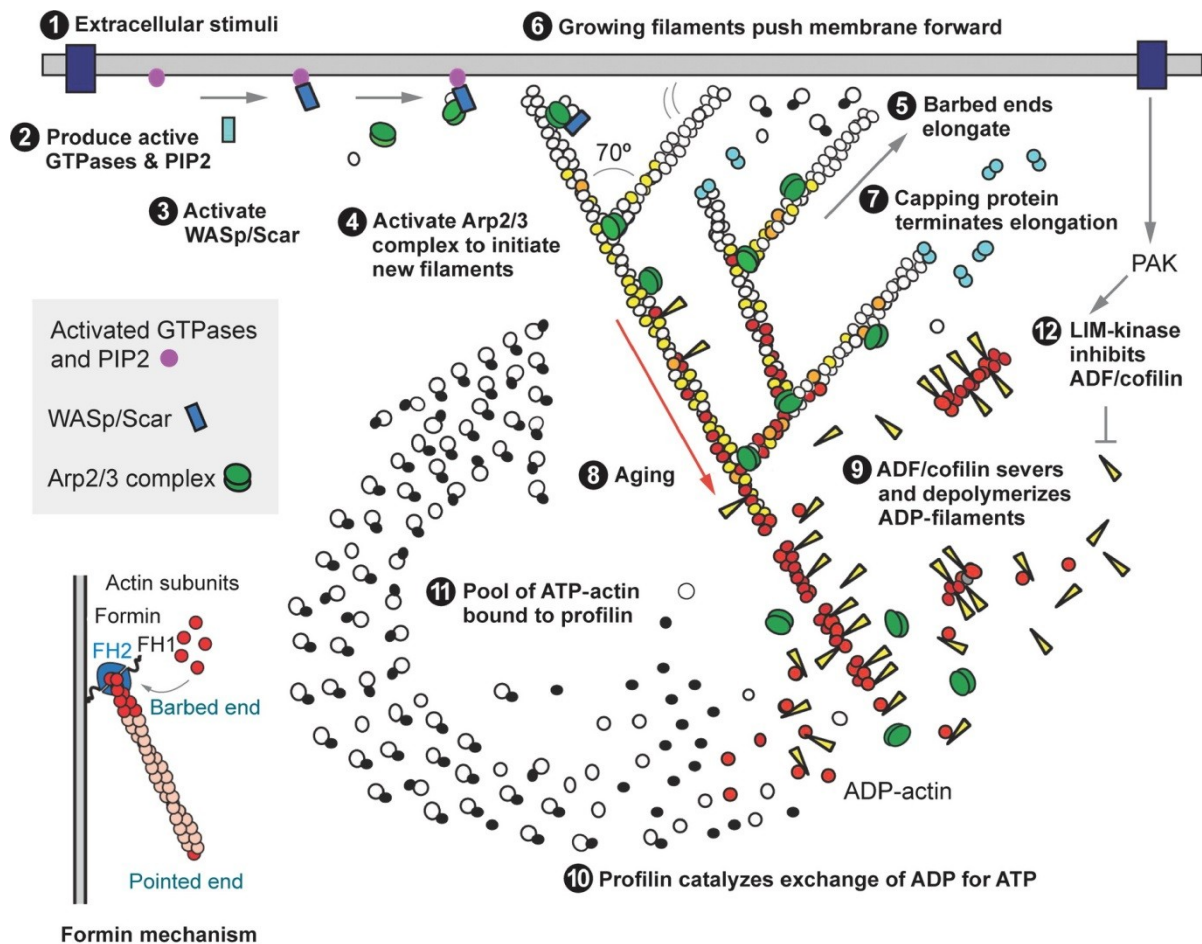 1 Extracellular stimuli
6 Growing filaments push membrane forward
2 Produce active
GTPases & PIP2
3 Activate
WASp/Scar
4 Activate Arp2/3
complex to initiate
new filaments
70º
5 Barbed ends
elongate
7 Capping protein
terminates elongation
PAK
12 LIM-kinase
inhibits
ADF/cofilin
Activated GTPases
and PIP2
WASp/Scar
Arp2/3 complex
8 Aging
9 ADF/cofilin severs
and depolymerizes
ADP-filaments
11 Pool of ATP-actin
bound to profilin
ADP-actin
10 Profilin catalyzes exchange of ADP for ATP
Actin subunits
Formin
FH2
FH1
Barbed end
Pointed end
Formin mechanism